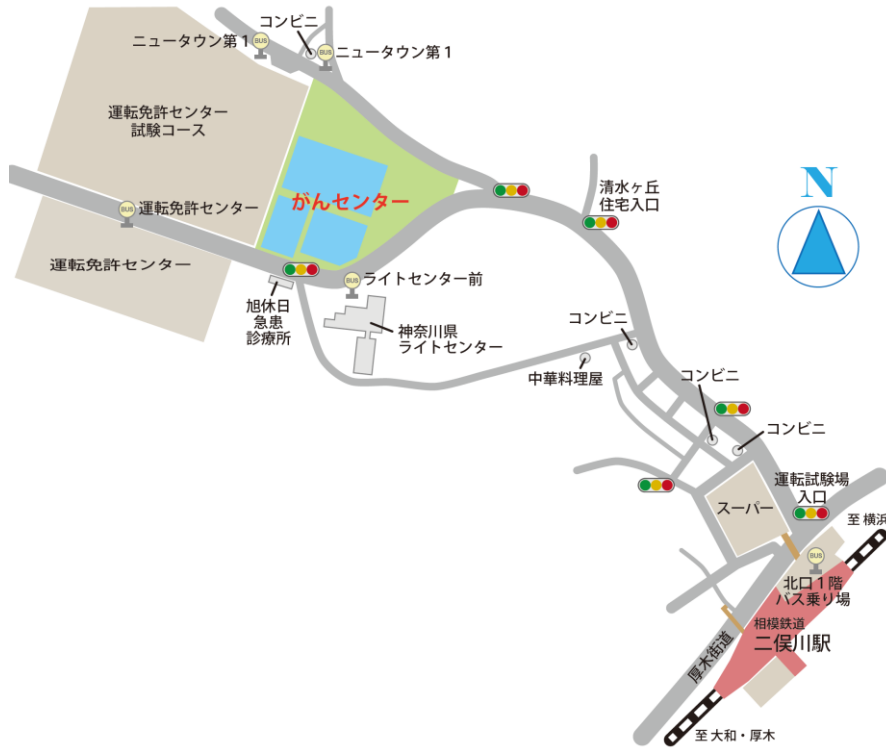 コンビニ
ニュータウン第1
BUS
BUS
ニュータウン第1
運転免許センター
試験コース
N
がんセンター
清水ヶ丘
住宅入口
BUS
運転免許センター
運転免許センター
BUS
ライトセンター前
旭休日
急患
診療所
神奈川県
ライトセンター
コンビニ
中華料理屋
コンビニ
コンビニ
運転試験場
入口
スーパー
至 横浜
BUS
北口1階
バス乗り場
相模鉄道
二俣川駅
厚木街道
至 大和・厚木